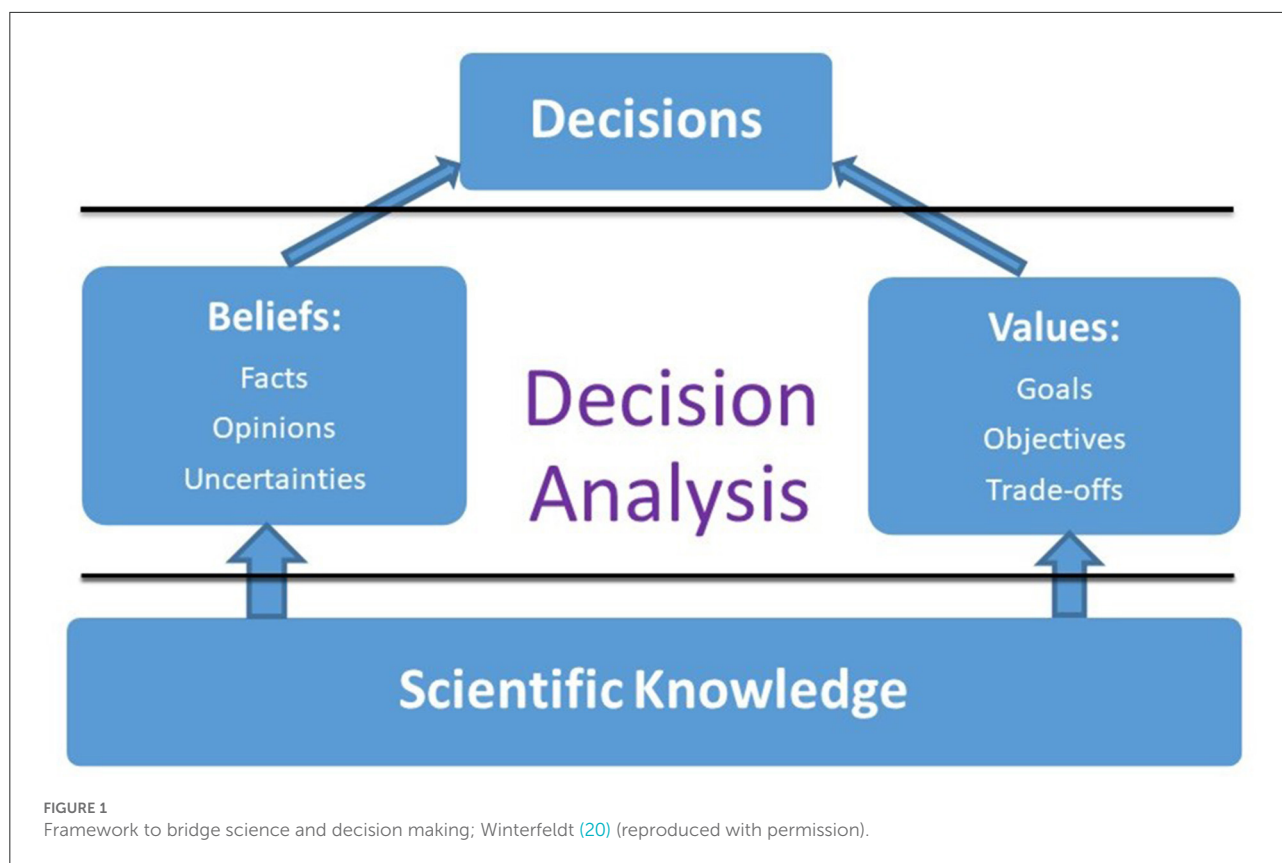 Decisions
Beliefs:
Facts
Opinions
Uncertainties
Decision
Analysis
Values:
Goals
Objectives
Trade-offs
Scientific Knowledge
FIGURE 1
Framework to bridge science and decision making; Winterfeldt (20) (reproduced with permission).